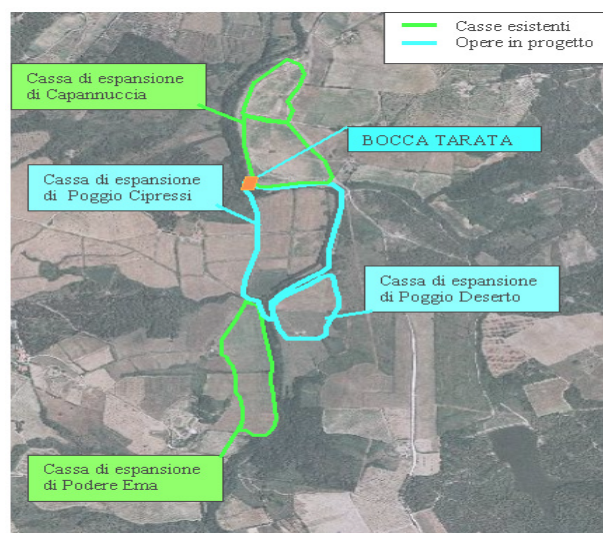 Casse esistenti
Opere in progetto
Cassa di espansione
di Capannuccia
BOCCA TARATA
Cassa di espansione
di Poggio Cipressi
Cassa di espansione
di Poggio Deserto
Cassa di espansione
di Podere Ema